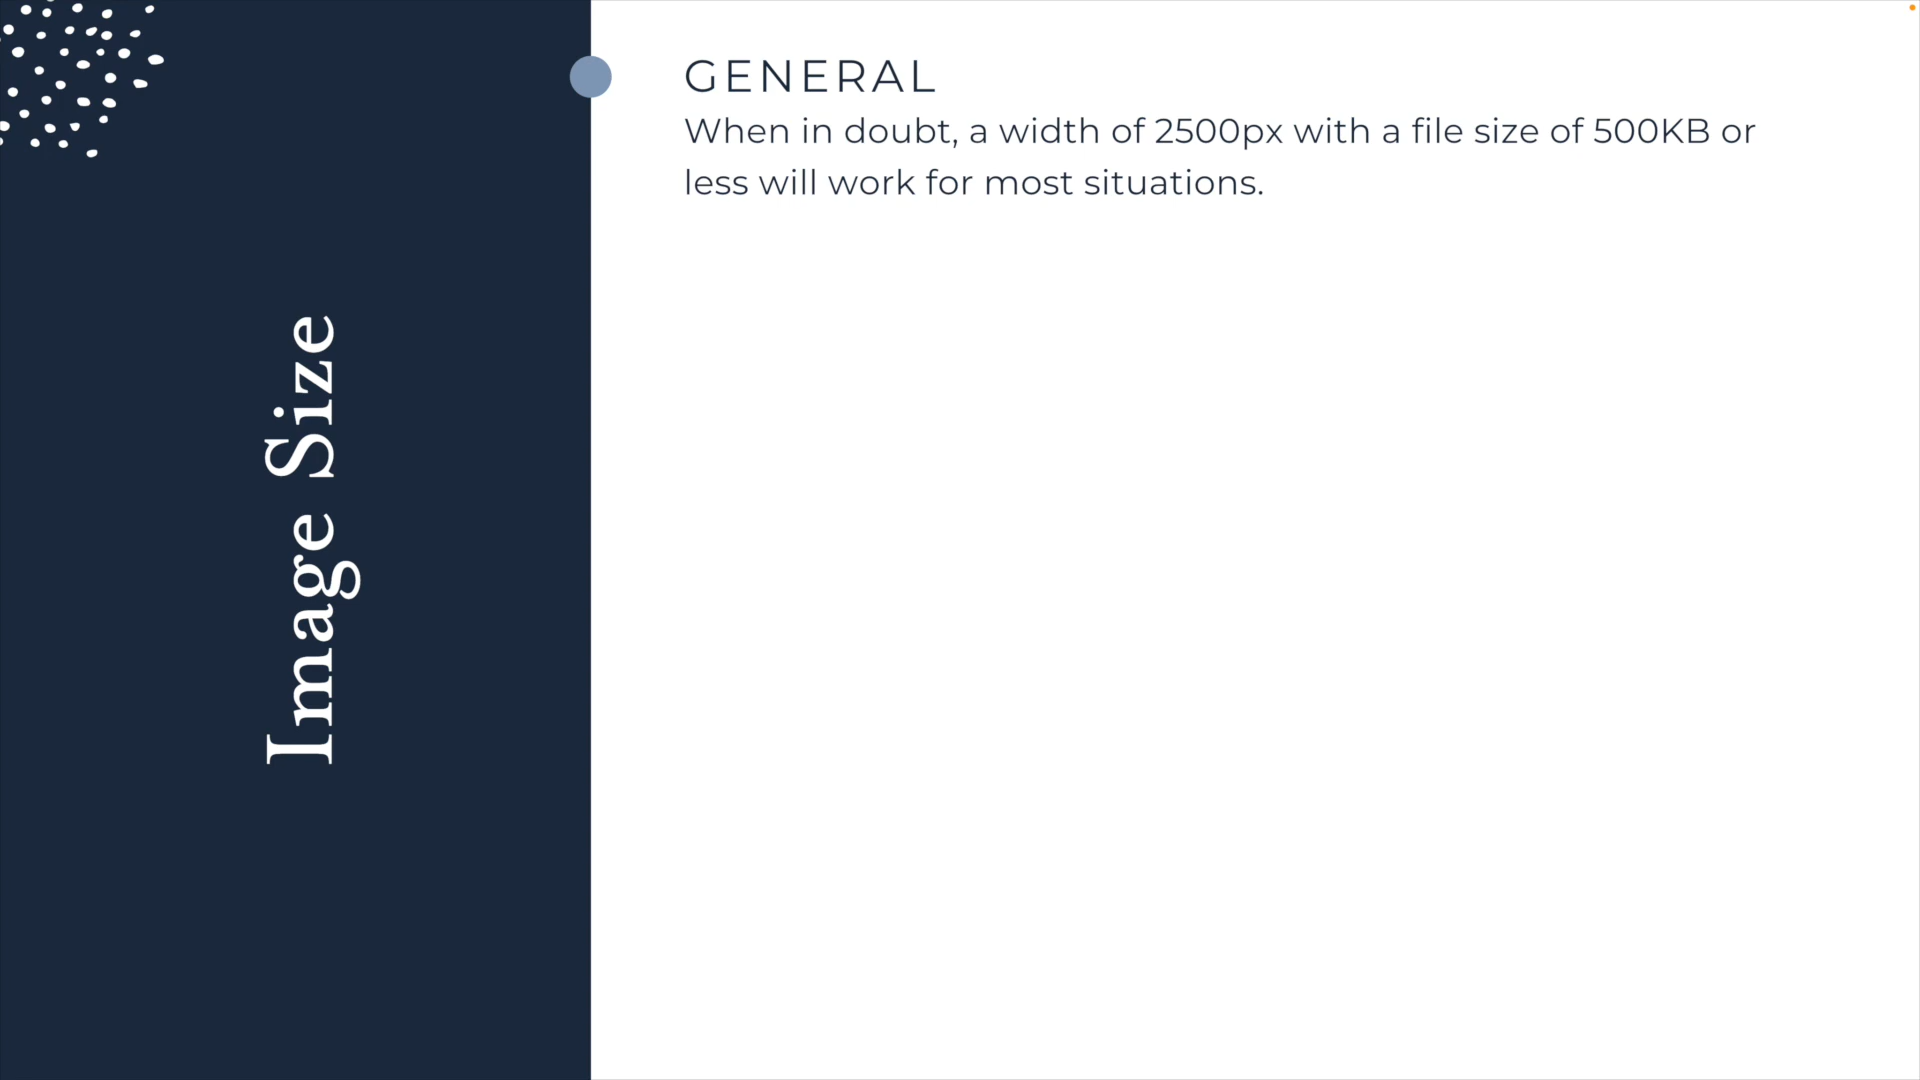 Image Size
GENERAL
When in doubt, a width of 2500px with a file size of 500KB or
less will work for most situations.